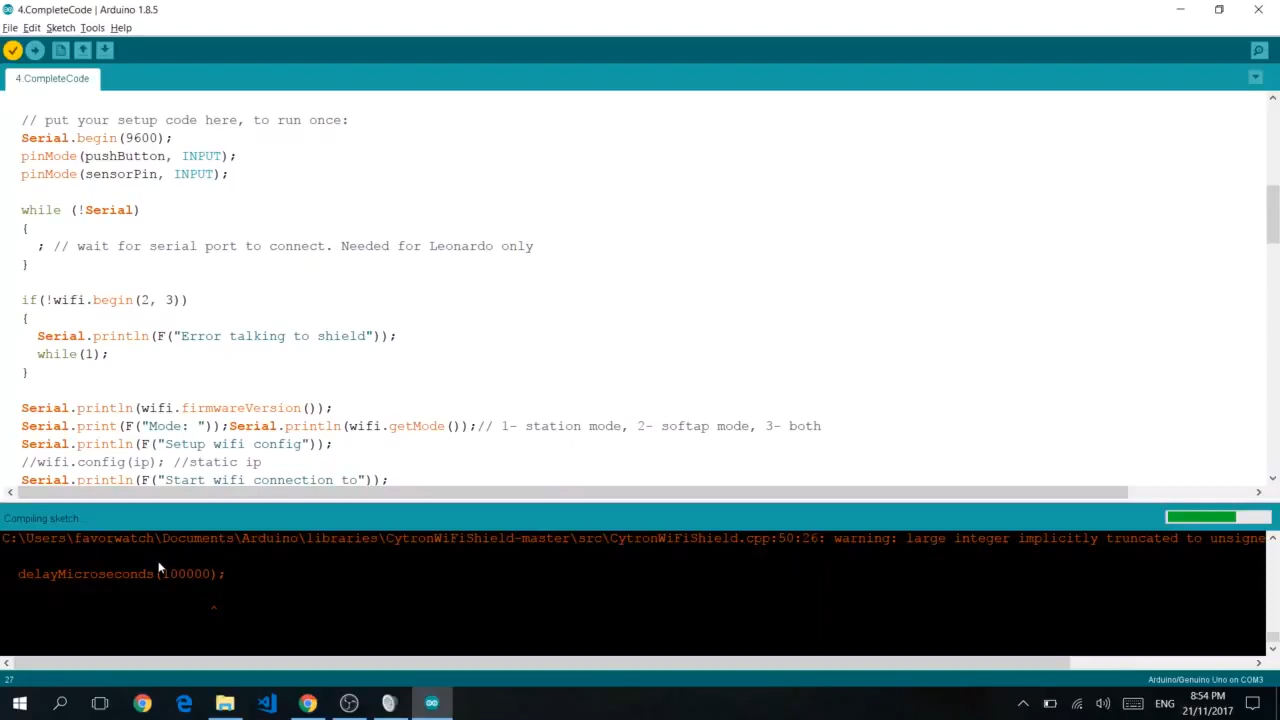 4.CompleteCode | Arduino 1.8.5
File Edit Sketch Tools Help
4.CompleteCode
// put your setup code here, to run once:
Serial.begin(9600);
pinMode(pushButton, INPUT);
pinMode(sensorPin, INPUT);
while (!Serial)
{
; // wait for serial port to connect. Needed for Leonardo only
}
if(!wifi.begin(2, 3))
{
Serial.println(F("Error talking to shield"));
while(1);
}
Serial.println(wifi.firmwareVersion());
Serial.print(F("Mode: "));Serial.println(wifi.getMode());// 1- station mode, 2- softap mode, 3- both
Serial.println(F("Setup wifi config"));
//wifi.config(ip); //static ip
Serial.println(F("Start wifi connection to"));
Compiling sketch...
C:\Users\favorwatch\Documents\Arduino\libraries\CytronWiFiShield-master\src\CytronWiFiShield.cpp:50:26: warning: large integer implicitly truncated to unsigne
delayMicroseconds(100000);
^
27
Arduino/Genuino Uno on COM3
ENG
8:54 PM
21/11/2017